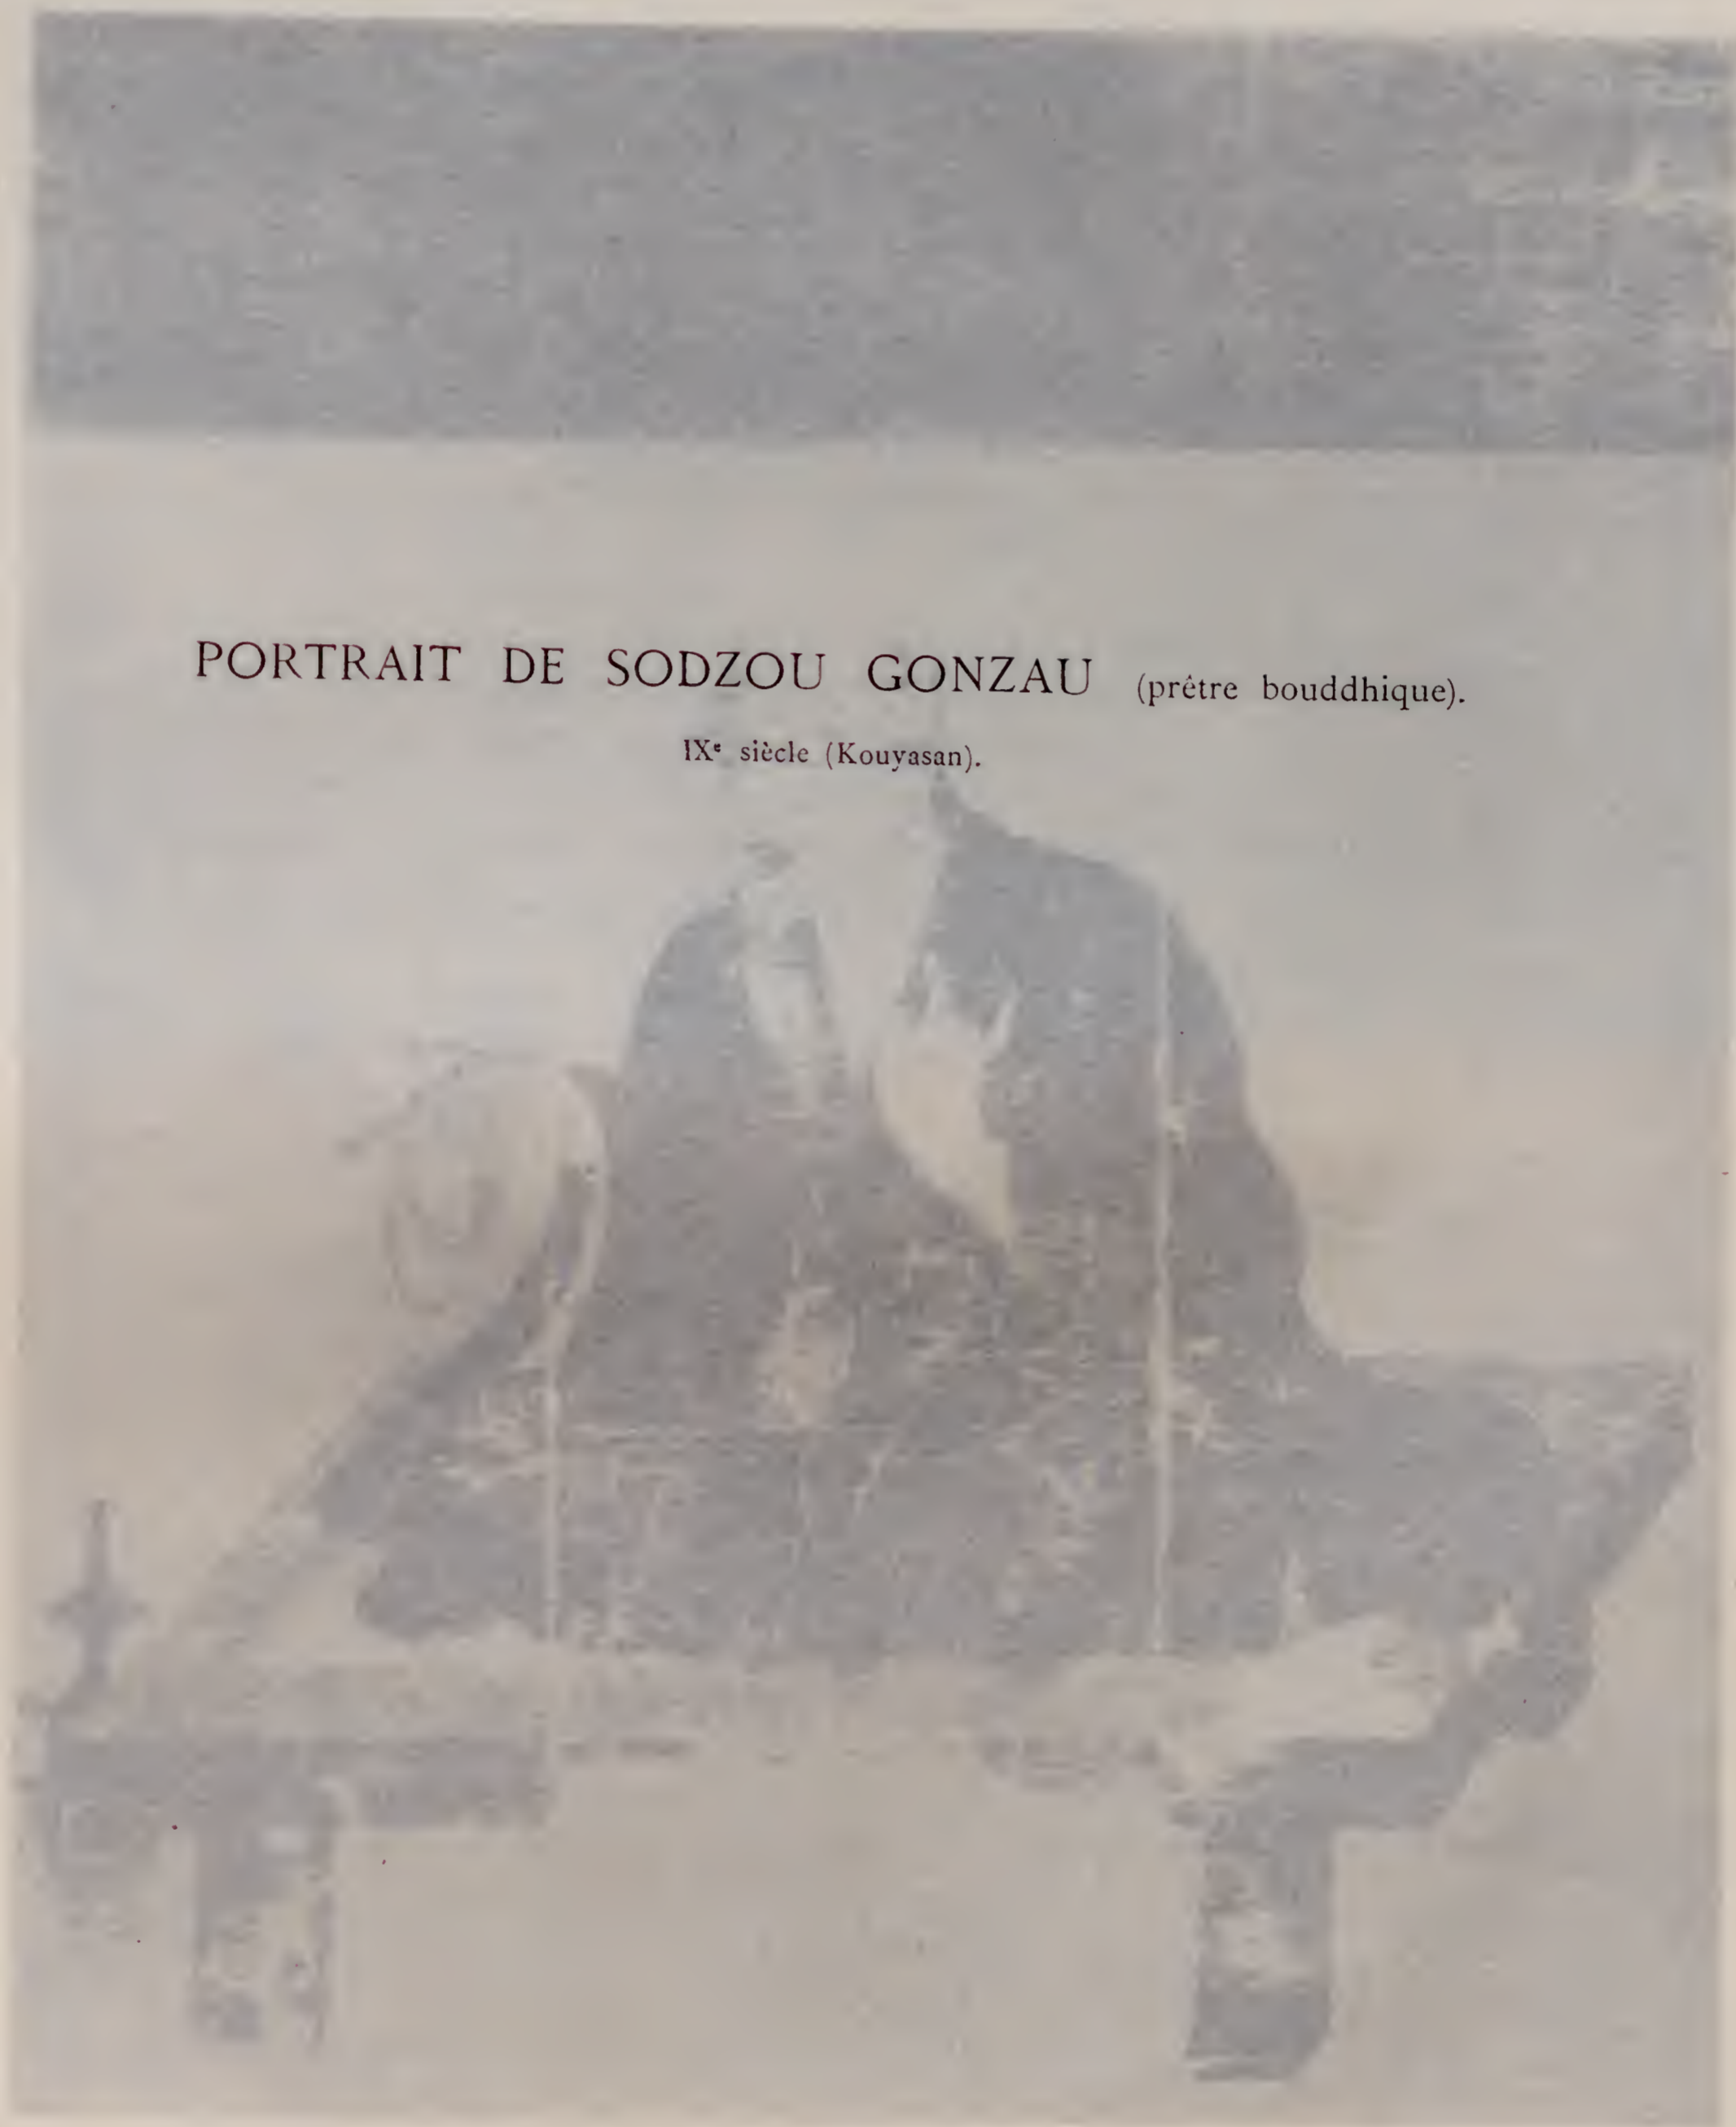 PORTRAIT DE SODZOU GONZAU (prêtre bouddhique).
IXᵉ siècle (Kouyasan).